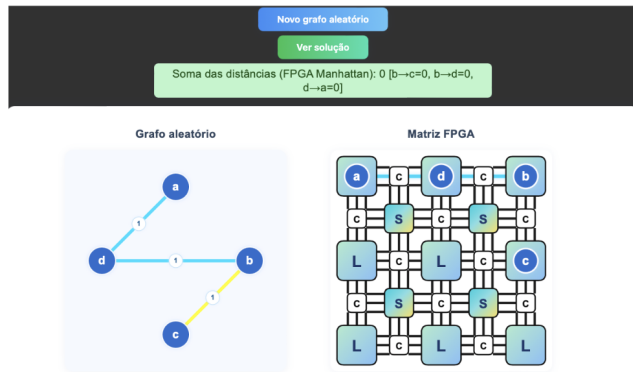 Novo grafo aleatório
Ver solução
Soma das distâncias (FPGA Manhattan): 0 [b→c=0, b→d=0,
d→a=0]
Grafo aleatório
Matriz FPGA
a
1
d
1
b
1
c
a c d c b
c S c S c
L c L c c
c S c S c
L c L c L